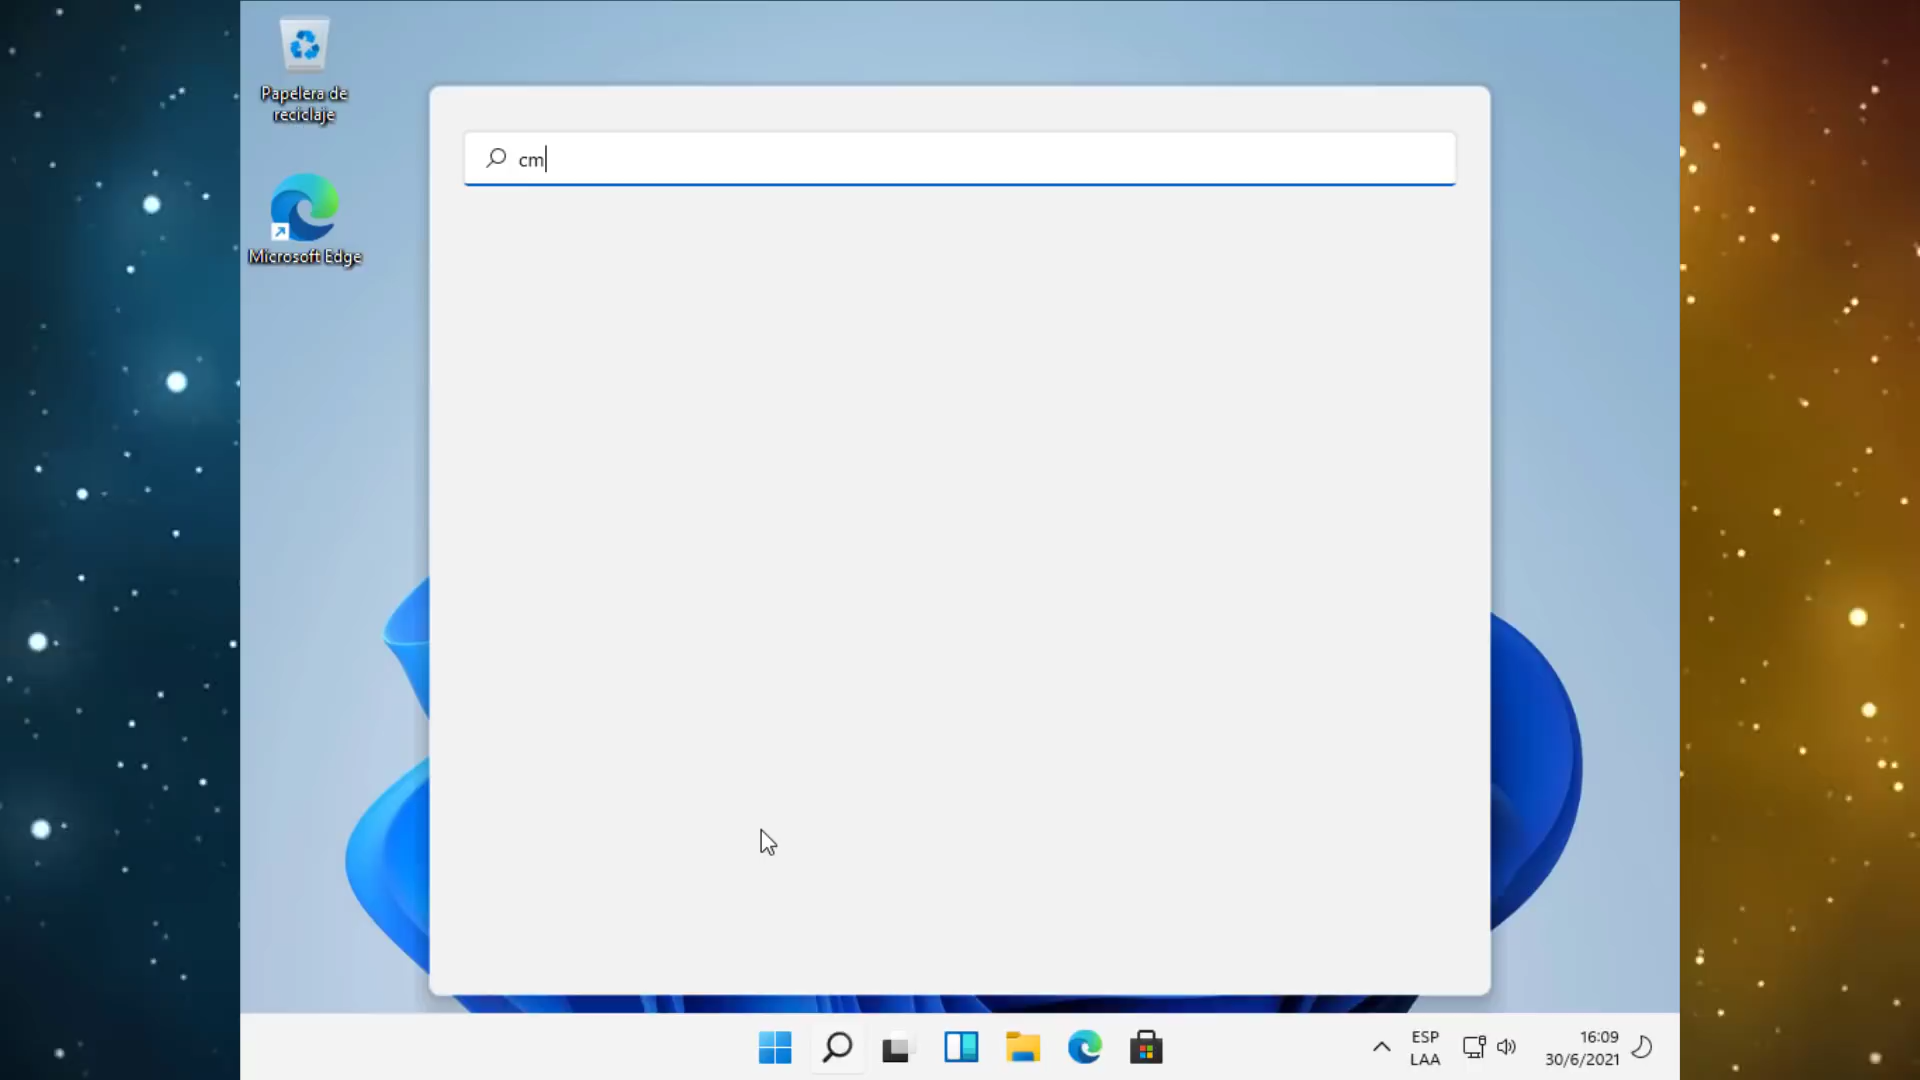 Papelera de
reciclaje
Microsoft Edge
cm
ESP
LAA
16:09
30/6/2021